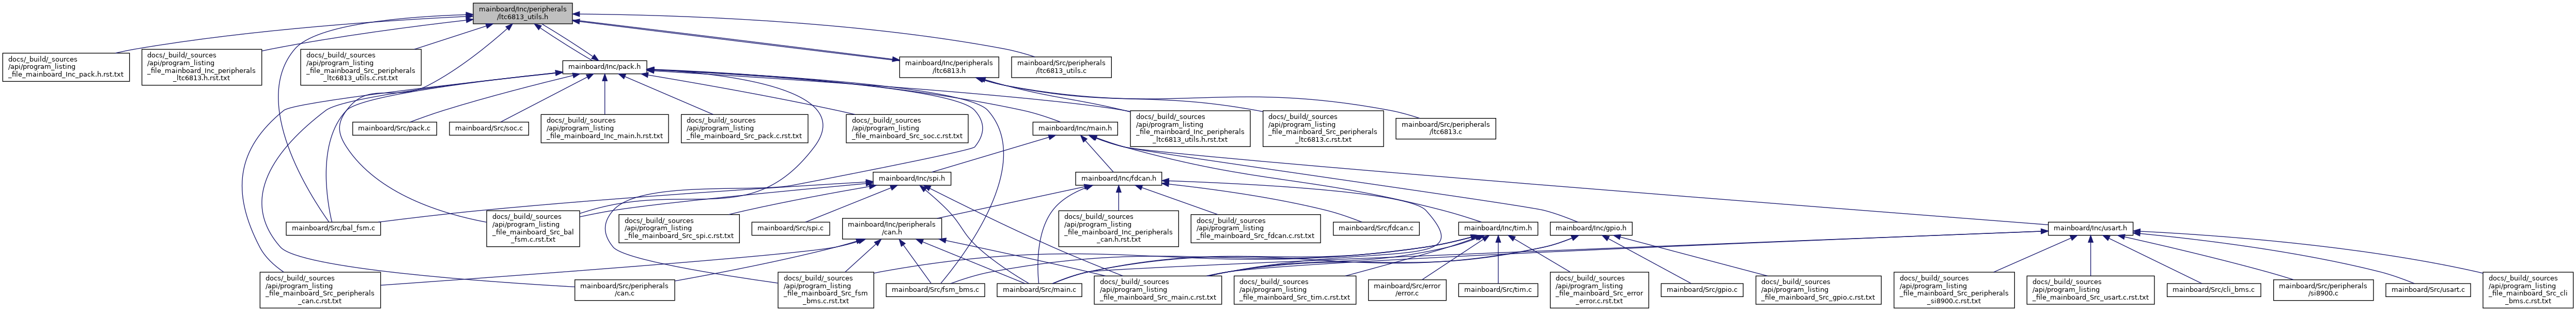 mainboard/Inc/peripherals
/ltc6813_utils.h
docs/_build/_sources
/api/program_listing
_file_mainboard_Inc_pack.h.rst.txt
docs/_build/_sources
/api/program_listing
_file_mainboard_Inc_peripherals
_ltc6813.h.rst.txt
docs/_build/_sources
/api/program_listing
_file_mainboard_Src_peripherals
_ltc6813_utils.c.rst.txt
mainboard/Inc/pack.h
mainboard/Inc/peripherals
/ltc6813.h
mainboard/Src/peripherals
/ltc6813_utils.c
mainboard/Src/pack.c
mainboard/Src/soc.c
docs/_build/_sources
/api/program_listing
_file_mainboard_Inc_main.h.rst.txt
docs/_build/_sources
/api/program_listing
_file_mainboard_Src_pack.c.rst.txt
docs/_build/_sources
/api/program_listing
_file_mainboard_Src_soc.c.rst.txt
mainboard/Inc/main.h
docs/_build/_sources
/api/program_listing
_file_mainboard_Inc_peripherals
_ltc6813_utils.h.rst.txt
docs/_build/_sources
/api/program_listing
_file_mainboard_Src_peripherals
_ltc6813.c.rst.txt
mainboard/Src/peripherals
/ltc6813.c
mainboard/Inc/spi.h
mainboard/Inc/fdcan.h
mainboard/Src/bal_fsm.c
docs/_build/_sources
/api/program_listing
_file_mainboard_Src_bal
_fsm.c.rst.txt
docs/_build/_sources
/api/program_listing
_file_mainboard_Src_spi.c.rst.txt
mainboard/Src/spi.c
mainboard/Inc/peripherals
/can.h
docs/_build/_sources
/api/program_listing
_file_mainboard_Inc_peripherals
_can.h.rst.txt
docs/_build/_sources
/api/program_listing
_file_mainboard_Src_fdcan.c.rst.txt
mainboard/Src/fdcan.c
mainboard/Inc/tim.h
mainboard/Inc/gpio.h
mainboard/Inc/usart.h
docs/_build/_sources
/api/program_listing
_file_mainboard_Src_peripherals
_can.c.rst.txt
mainboard/Src/peripherals
/can.c
docs/_build/_sources
/api/program_listing
_file_mainboard_Src_fsm
_bms.c.rst.txt
mainboard/Src/fsm_bms.c
mainboard/Src/main.c
docs/_build/_sources
/api/program_listing
_file_mainboard_Src_main.c.rst.txt
docs/_build/_sources
/api/program_listing
_file_mainboard_Src_tim.c.rst.txt
mainboard/Src/error
/error.c
mainboard/Src/tim.c
docs/_build/_sources
/api/program_listing
_file_mainboard_Src_error
_error.c.rst.txt
mainboard/Src/gpio.c
docs/_build/_sources
/api/program_listing
_file_mainboard_Src_gpio.c.rst.txt
docs/_build/_sources
/api/program_listing
_file_mainboard_Src_peripherals
_si8900.c.rst.txt
docs/_build/_sources
/api/program_listing
_file_mainboard_Src_usart.c.rst.txt
mainboard/Src/cli_bms.c
mainboard/Src/peripherals
/si8900.c
mainboard/Src/usart.c
docs/_build/_sources
/api/program_listing
_file_mainboard_Src_cli
_bms.c.rst.txt